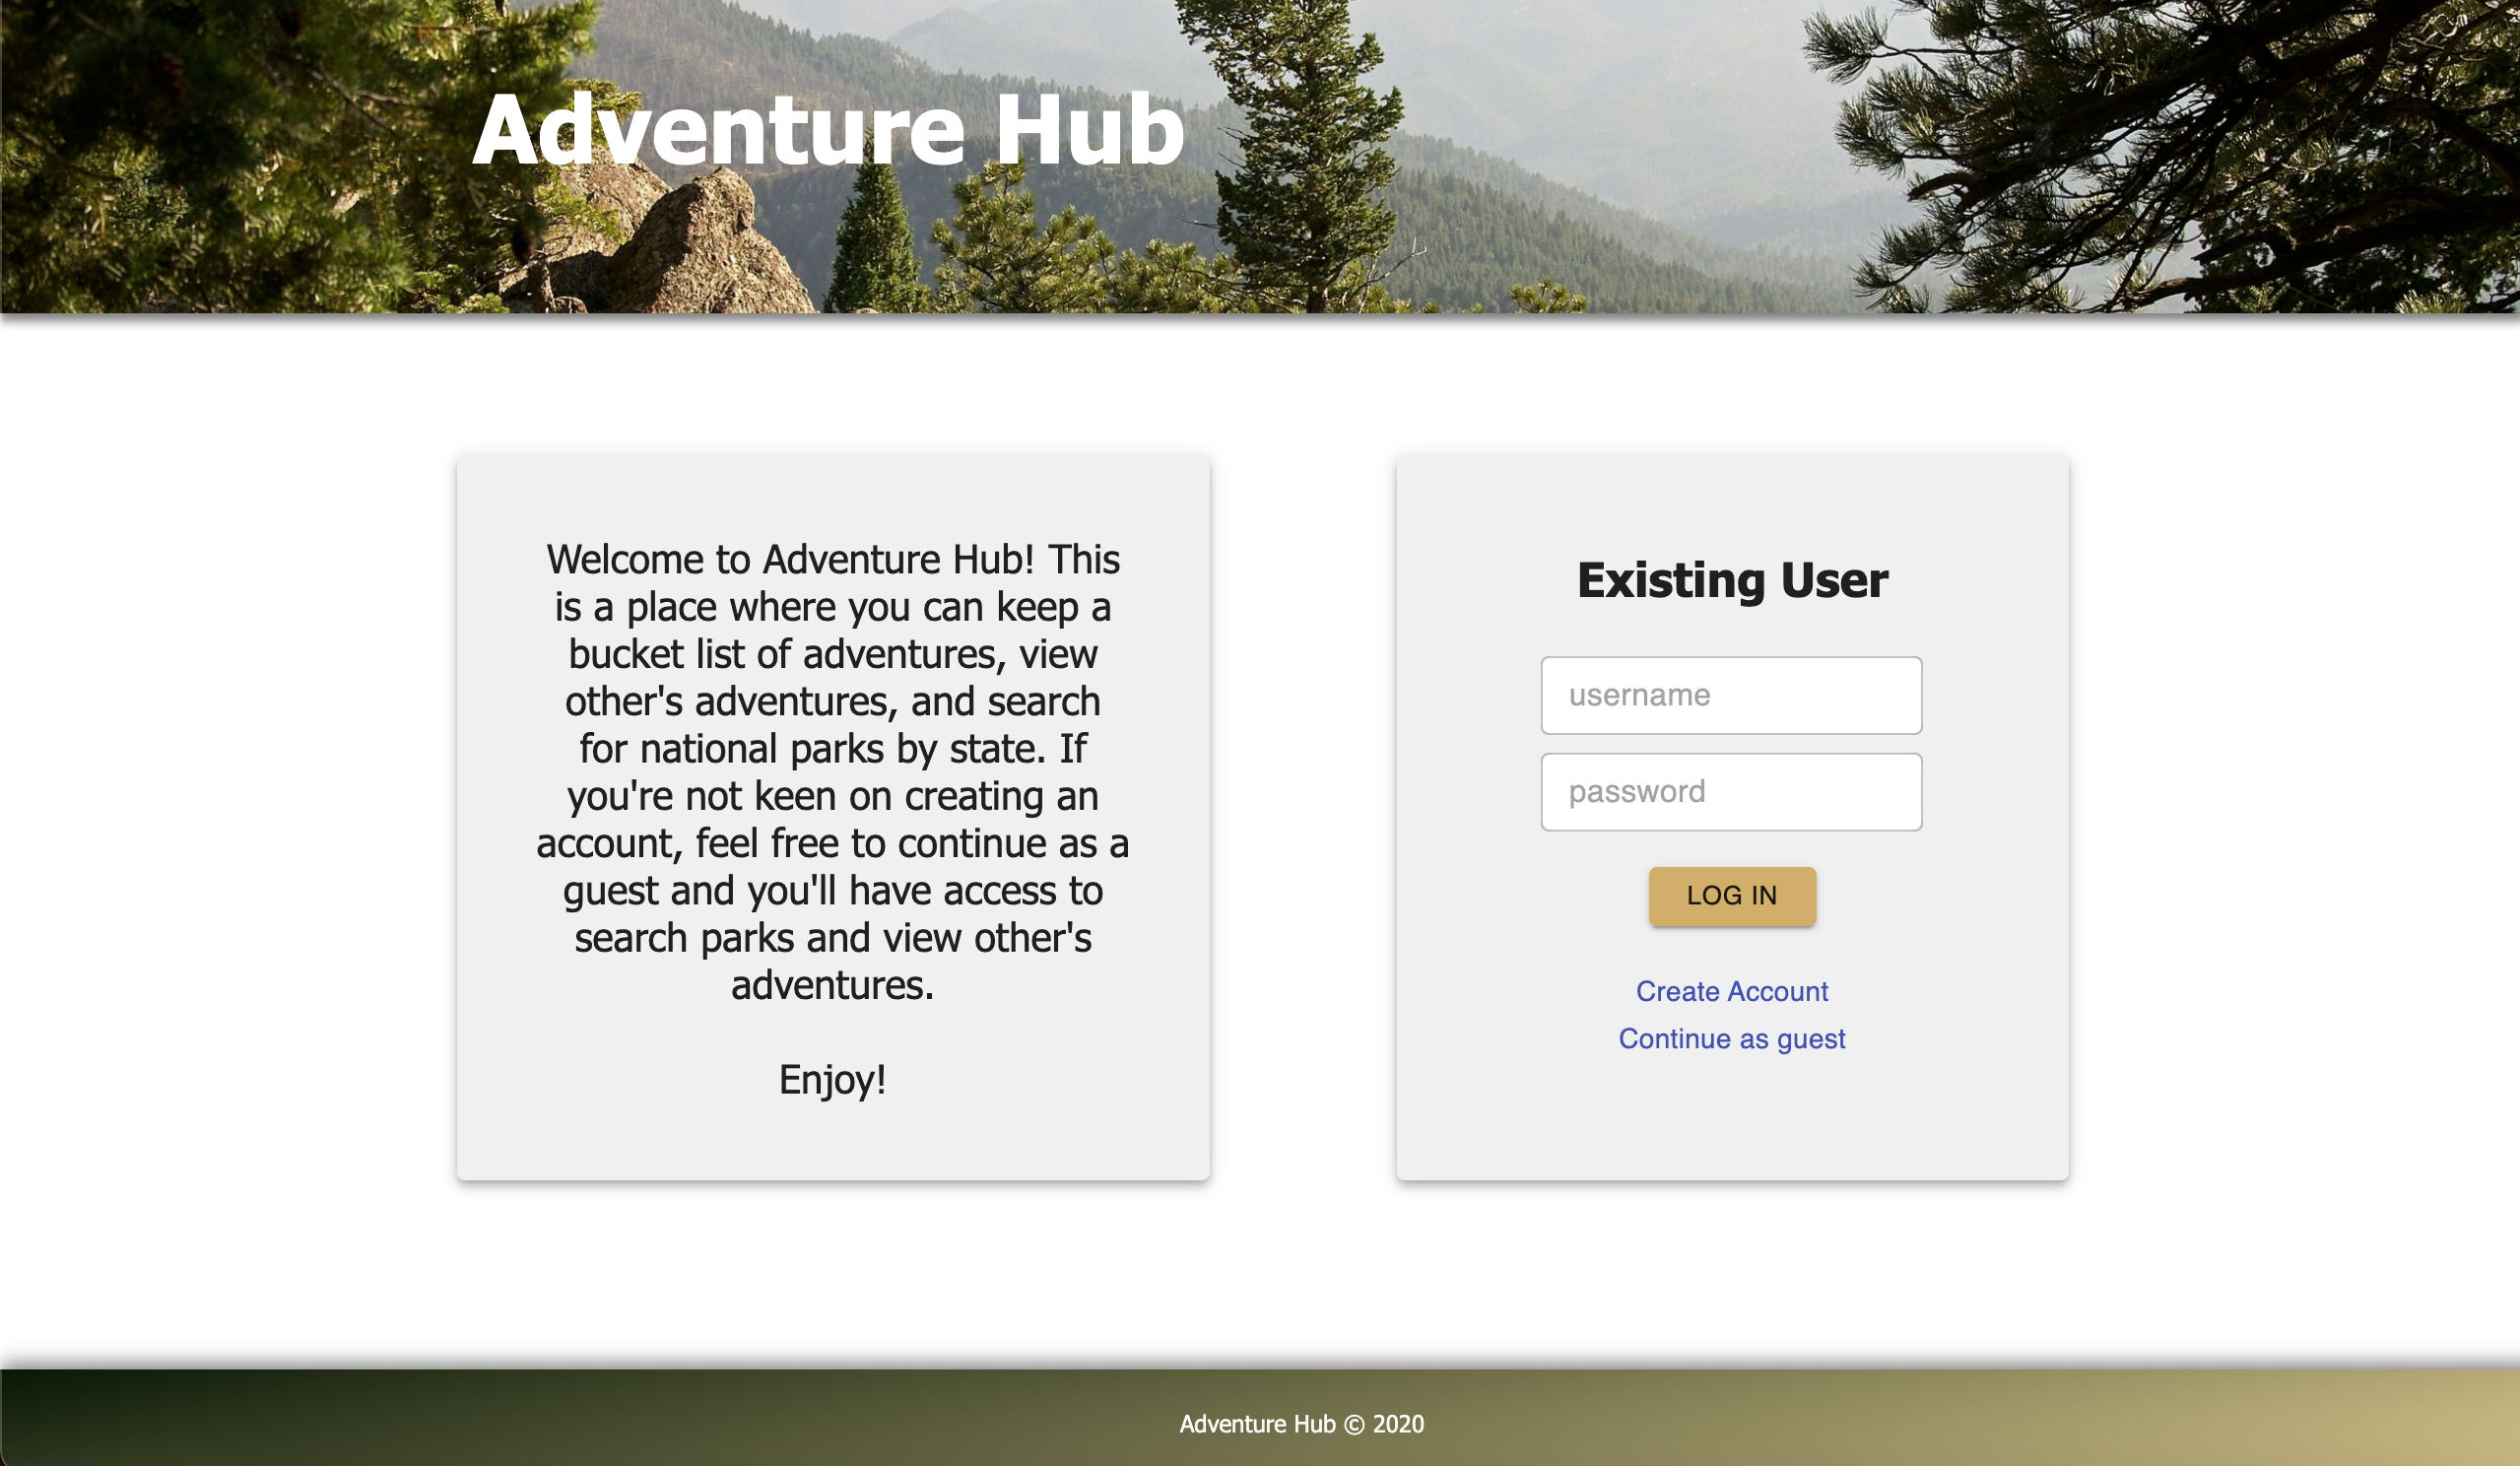 Adventure Hub
Welcome to Adventure Hub! This
is a place where you can keep a
bucket list of adventures, view
other's adventures, and search
for national parks by state. If
you're not keen on creating an
account, feel free to continue as a
guest and you'll have access to
search parks and view other's
adventures.
Enjoy!
Existing User
username
password
LOG IN
Create Account
Continue as guest
Adventure Hub © 2020